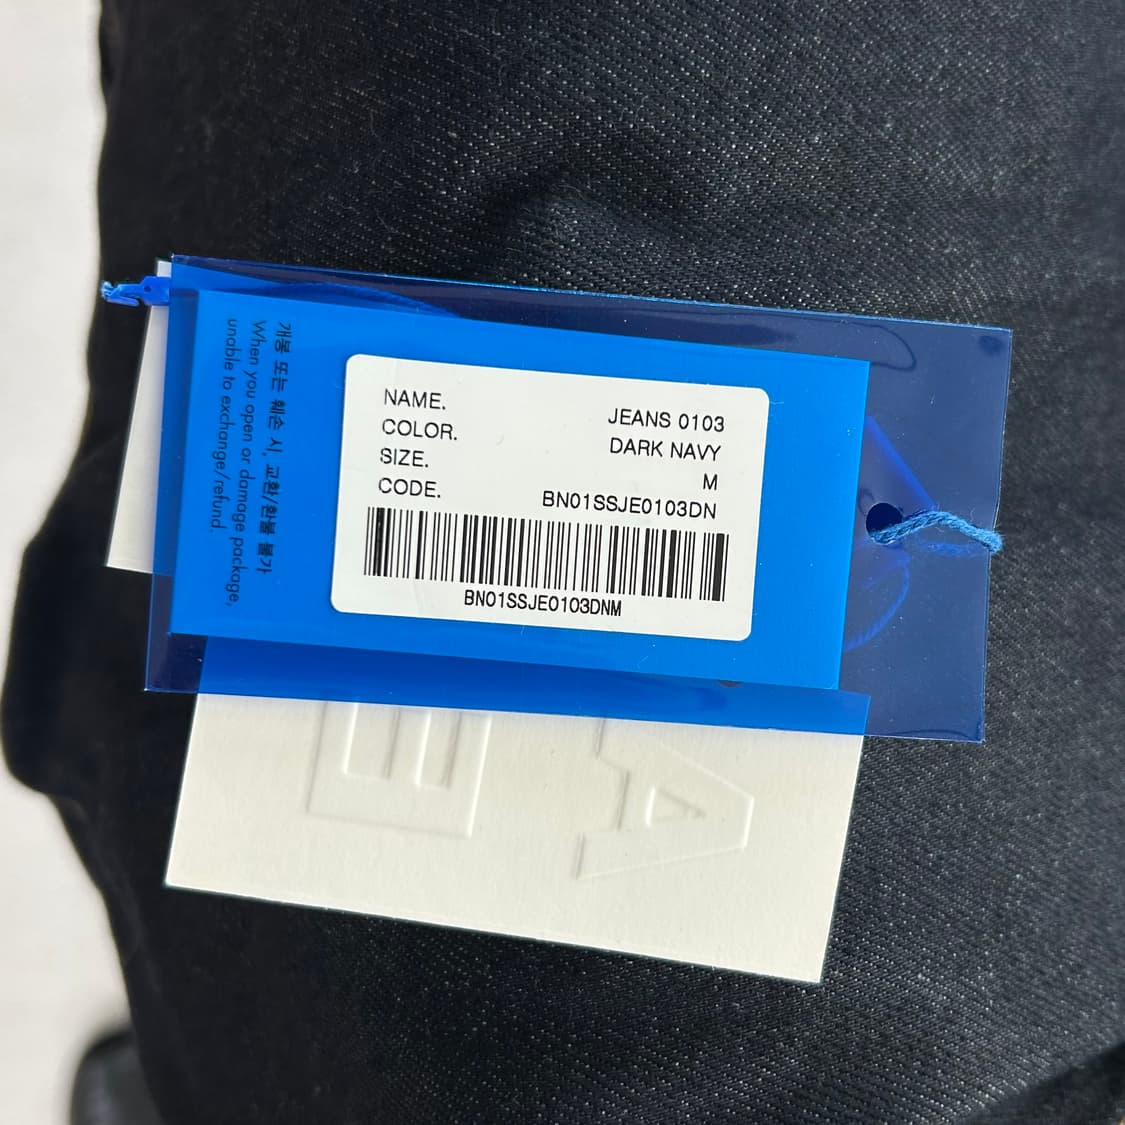 NAME. JEANS 0103
COLOR. DARK NAVY
SIZE. M
CODE. BN01SSJE0103DN
BN01SSJE0103DNM
개봉 또는 훼손 시, 교환/환불 불가
When you open or damage package,
unable to exchange/refund.
E A